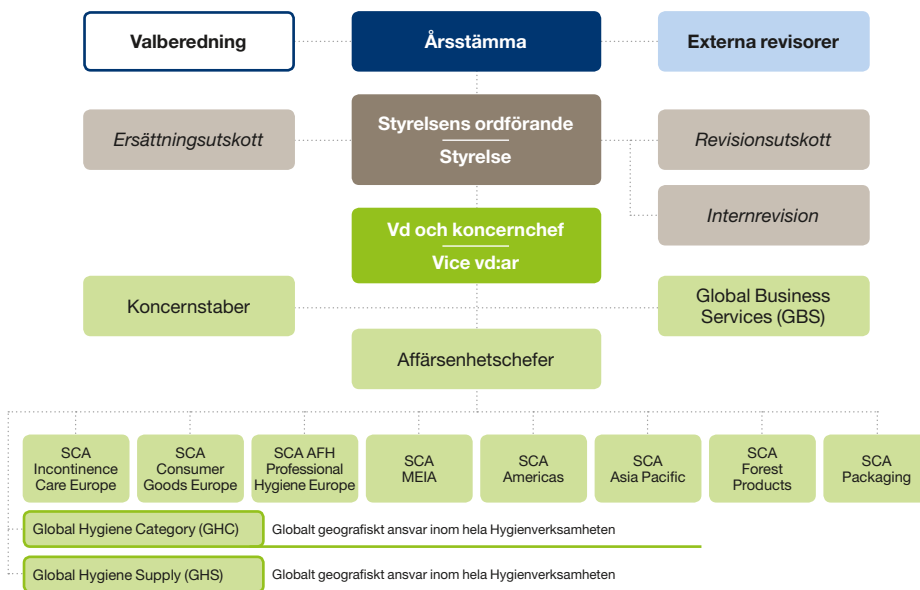 Valberedning
Årsstämma
Externa revisorer
Ersättningsutskott
Styrelsens ordförande
Styrelse
Revisionsutskott
Internrevision
Vd och koncernchef
Vice vd:ar
Koncernstaber
Global Business
Services (GBS)
Affärsenhetschefer
SCA
Incontinence
Care Europe
SCA
Consumer
Goods Europe
SCA AFH
Professional
Hygiene Europe
SCA
MEIA
SCA
Americas
SCA
Asia Pacific
SCA
Forest
Products
SCA
Packaging
Global Hygiene Category (GHC)
Globalt geografiskt ansvar inom hela Hygienverksamheten
Global Hygiene Supply (GHS)
Globalt geografiskt ansvar inom hela Hygienverksamheten